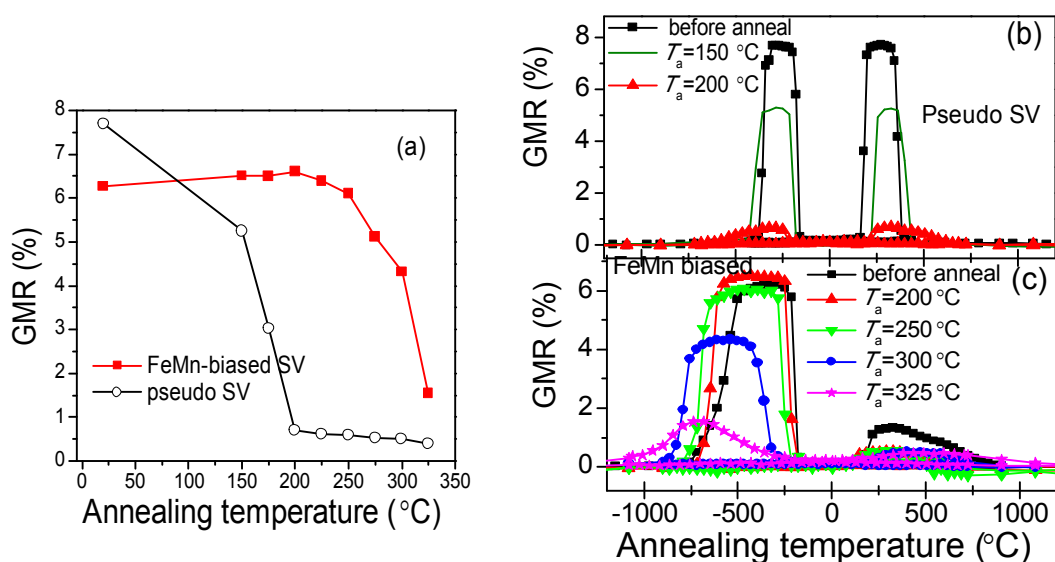 (a)
8
7
6
5
4
3
2
1
0
GMR (%)
FeMn-biased SV
pseudo SV
0 50 100 150 200 250 300 350
Annealing temperature (°C)
(b)
before anneal
Tₐ=150 °C
Tₐ=200 °C
Pseudo SV
8
6
4
2
0
GMR (%)
FeMn biased
(c)
before anneal
Tₐ=200 °C
Tₐ=250 °C
Tₐ=300 °C
Tₐ=325 °C
6
4
2
0
GMR (%)
-1000 -500 0 500 1000
Annealing temperature (°C)